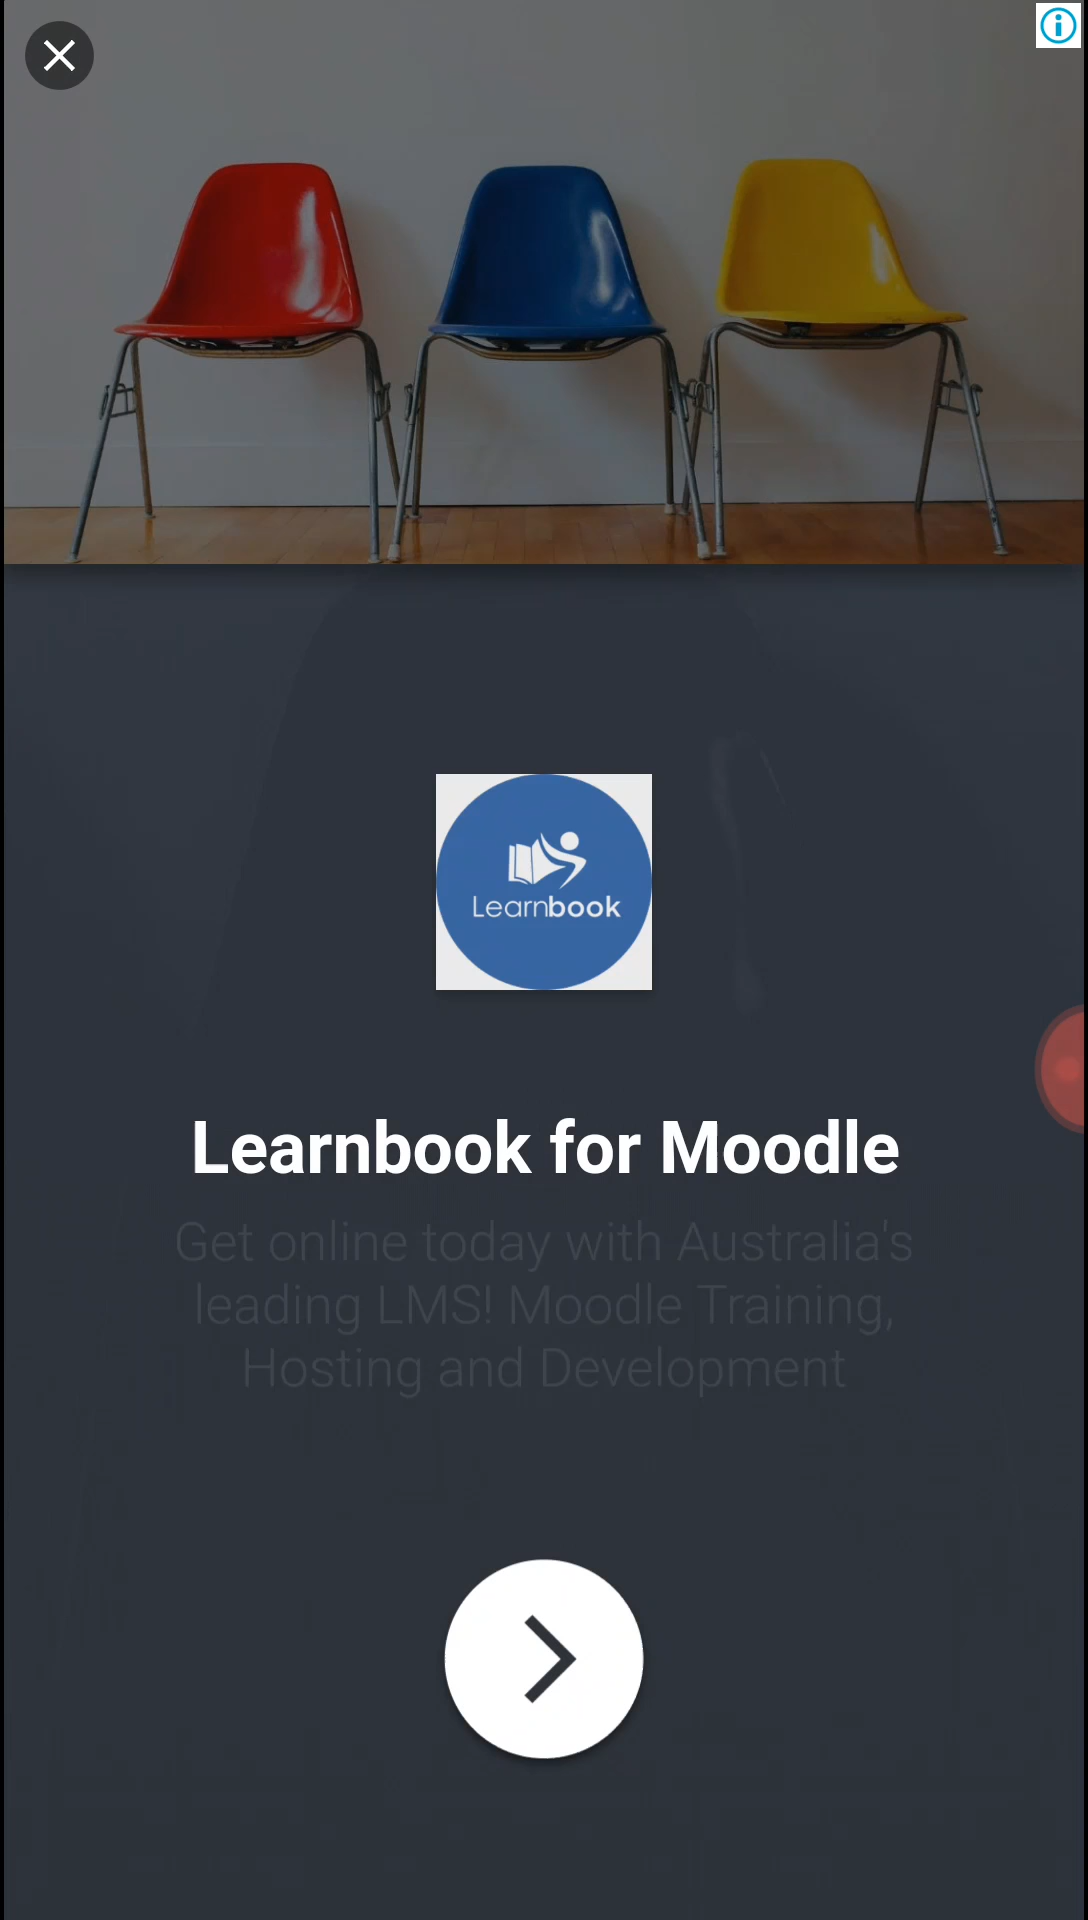 Learnbook
Learnbook for Moodle
Get online today with Australia's
leading LMS! Moodle Training,
Hosting and Development